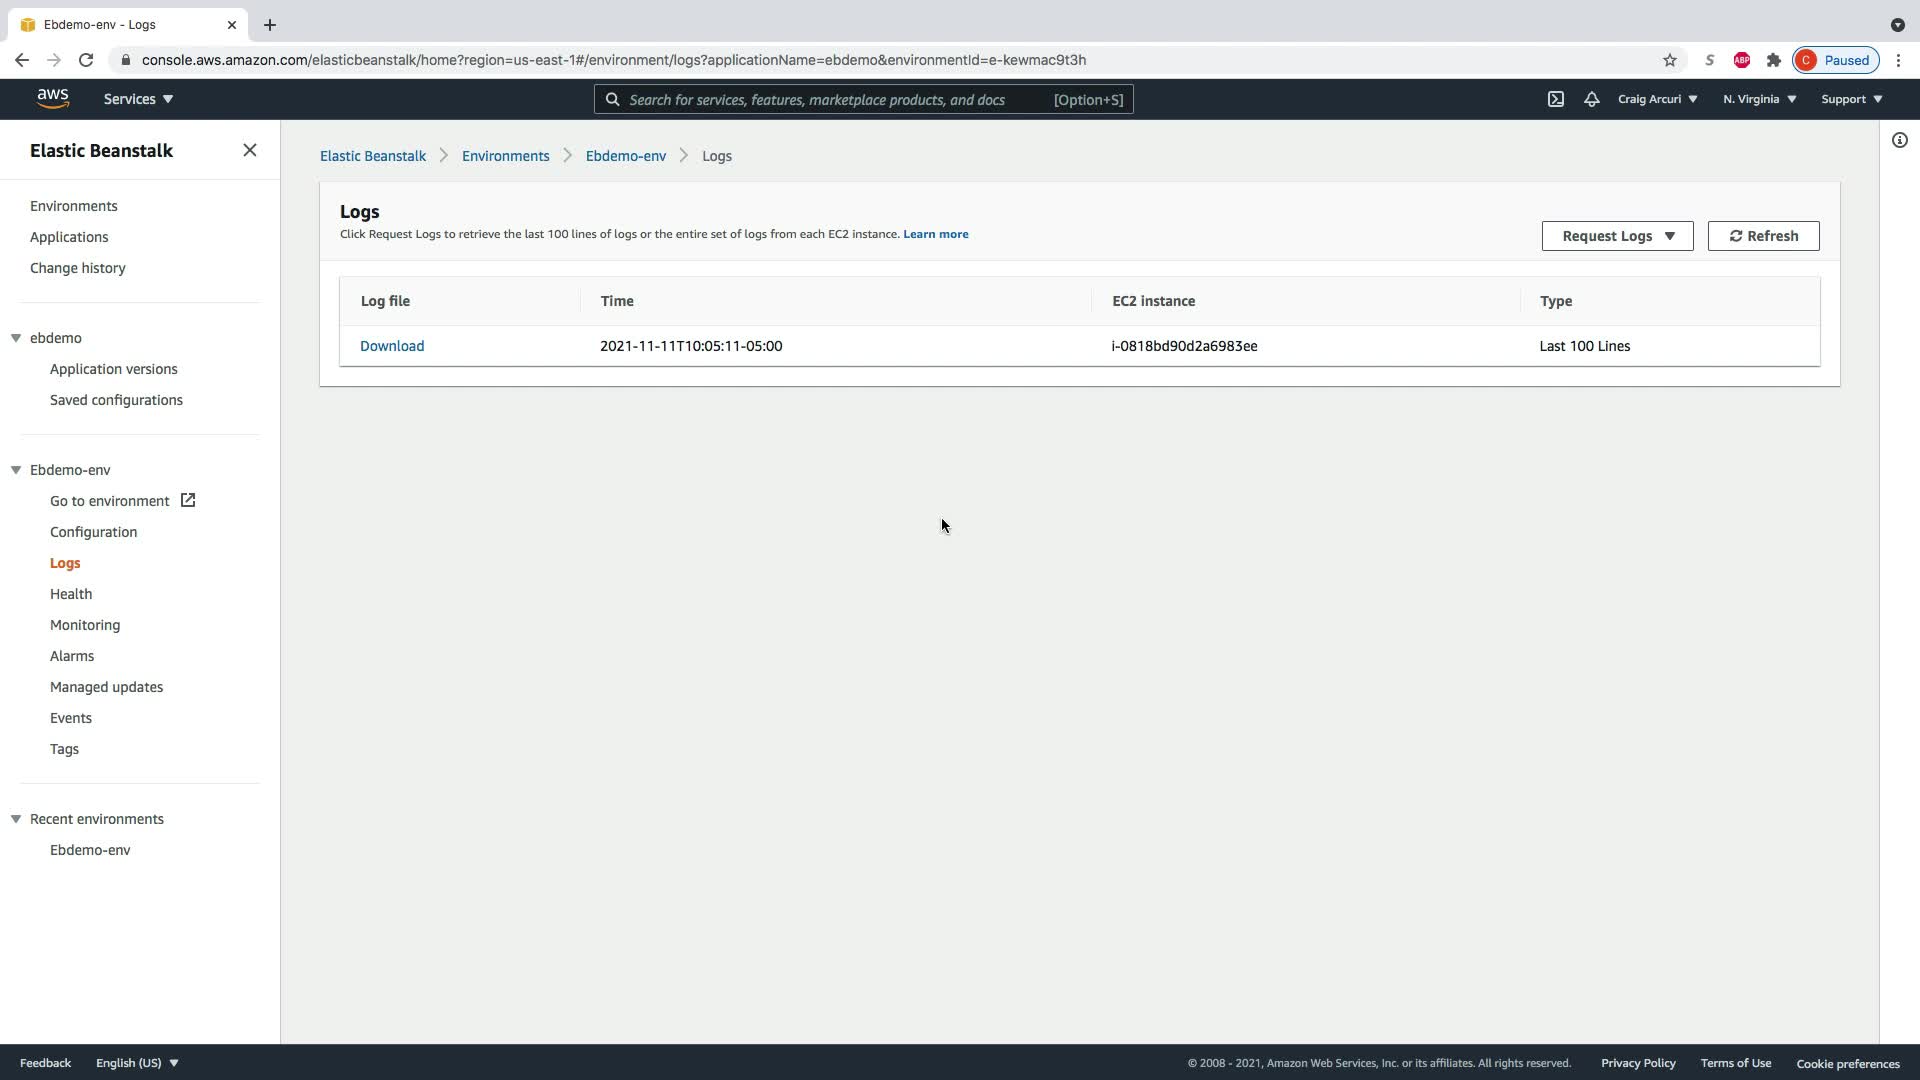 Ebdemo-env - Logs
console.aws.amazon.com/elasticbeanstalk/home?region=us-east-1#/environment/logs?applicationName=ebdemo&environmentId=e-kewmac9t3h
S
ABP
C Paused
aws
Services
Search for services, features, marketplace products, and docs [Option+S]
Craig Arcuri
N. Virginia
Support
Elastic Beanstalk
Environments
Applications
Change history
ebdemo
Application versions
Saved configurations
Ebdemo-env
Go to environment
Configuration
Logs
Health
Monitoring
Alarms
Managed updates
Events
Tags
Recent environments
Ebdemo-env
Elastic Beanstalk > Environments > Ebdemo-env > Logs
Logs
Click Request Logs to retrieve the last 100 lines of logs or the entire set of logs from each EC2 instance. Learn more
Request Logs
Refresh
Log file Time EC2 instance Type
Download 2021-11-11T10:05:11-05:00 i-0818bd90d2a6983ee Last 100 Lines
Feedback English (US) © 2008 - 2021, Amazon Web Services, Inc. or its affiliates. All rights reserved. Privacy Policy Terms of Use Cookie preferences